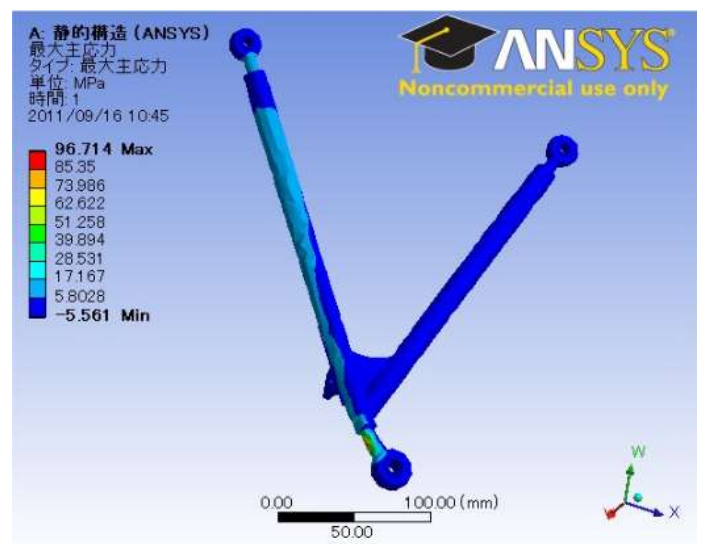 A: 静的構造 (ANSYS)
最大主応力
タイプ: 最大主応力
単位: MPa
時間: 1
2011/09/16 10:45
96.714 Max
85.35
73.986
62.622
51.258
39.894
28.531
17.167
5.8028
-5.561 Min
ANSYS
Noncommercial use only
0.00 100.00 (mm)
50.00
W
X